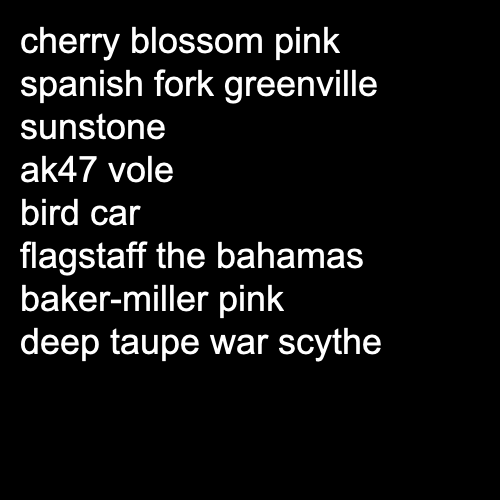 cherry blossom pink
spanish fork greenville
sunstone
ak47 vole
bird car
flagstaff the bahamas
baker-miller pink
deep taupe war scythe